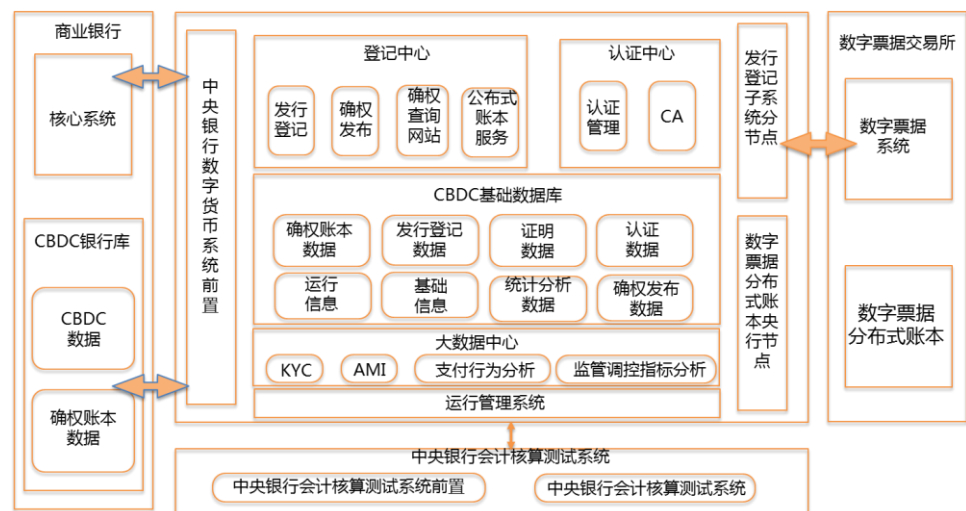 商业银行
核心系统
CBDC银行库
CBDC
数据
确权账本
数据
中
央
银
行
数
字
货
币
系
统
前
置
登记中心
发行
登记
确权
发布
确权
查询
网站
公布式
账本
服务
认证中心
认证
管理
CA
CBDC基础数据库
确权账本
数据
发行登记
数据
证明
数据
认证
数据
运行
信息
基础
信息
统计分析
数据
确权发布
数据
大数据中心
KYC
AMI
支付行为分析
监管调控指标分析
运行管理系统
发行
登记
子系
统分
节点
数字
票据
分布
式账
本央
行节
点
数字票据交易所
数字票据
系统
数字票据
分布式账本
中央银行会计核算测试系统
中央银行会计核算测试系统前置
中央银行会计核算测试系统